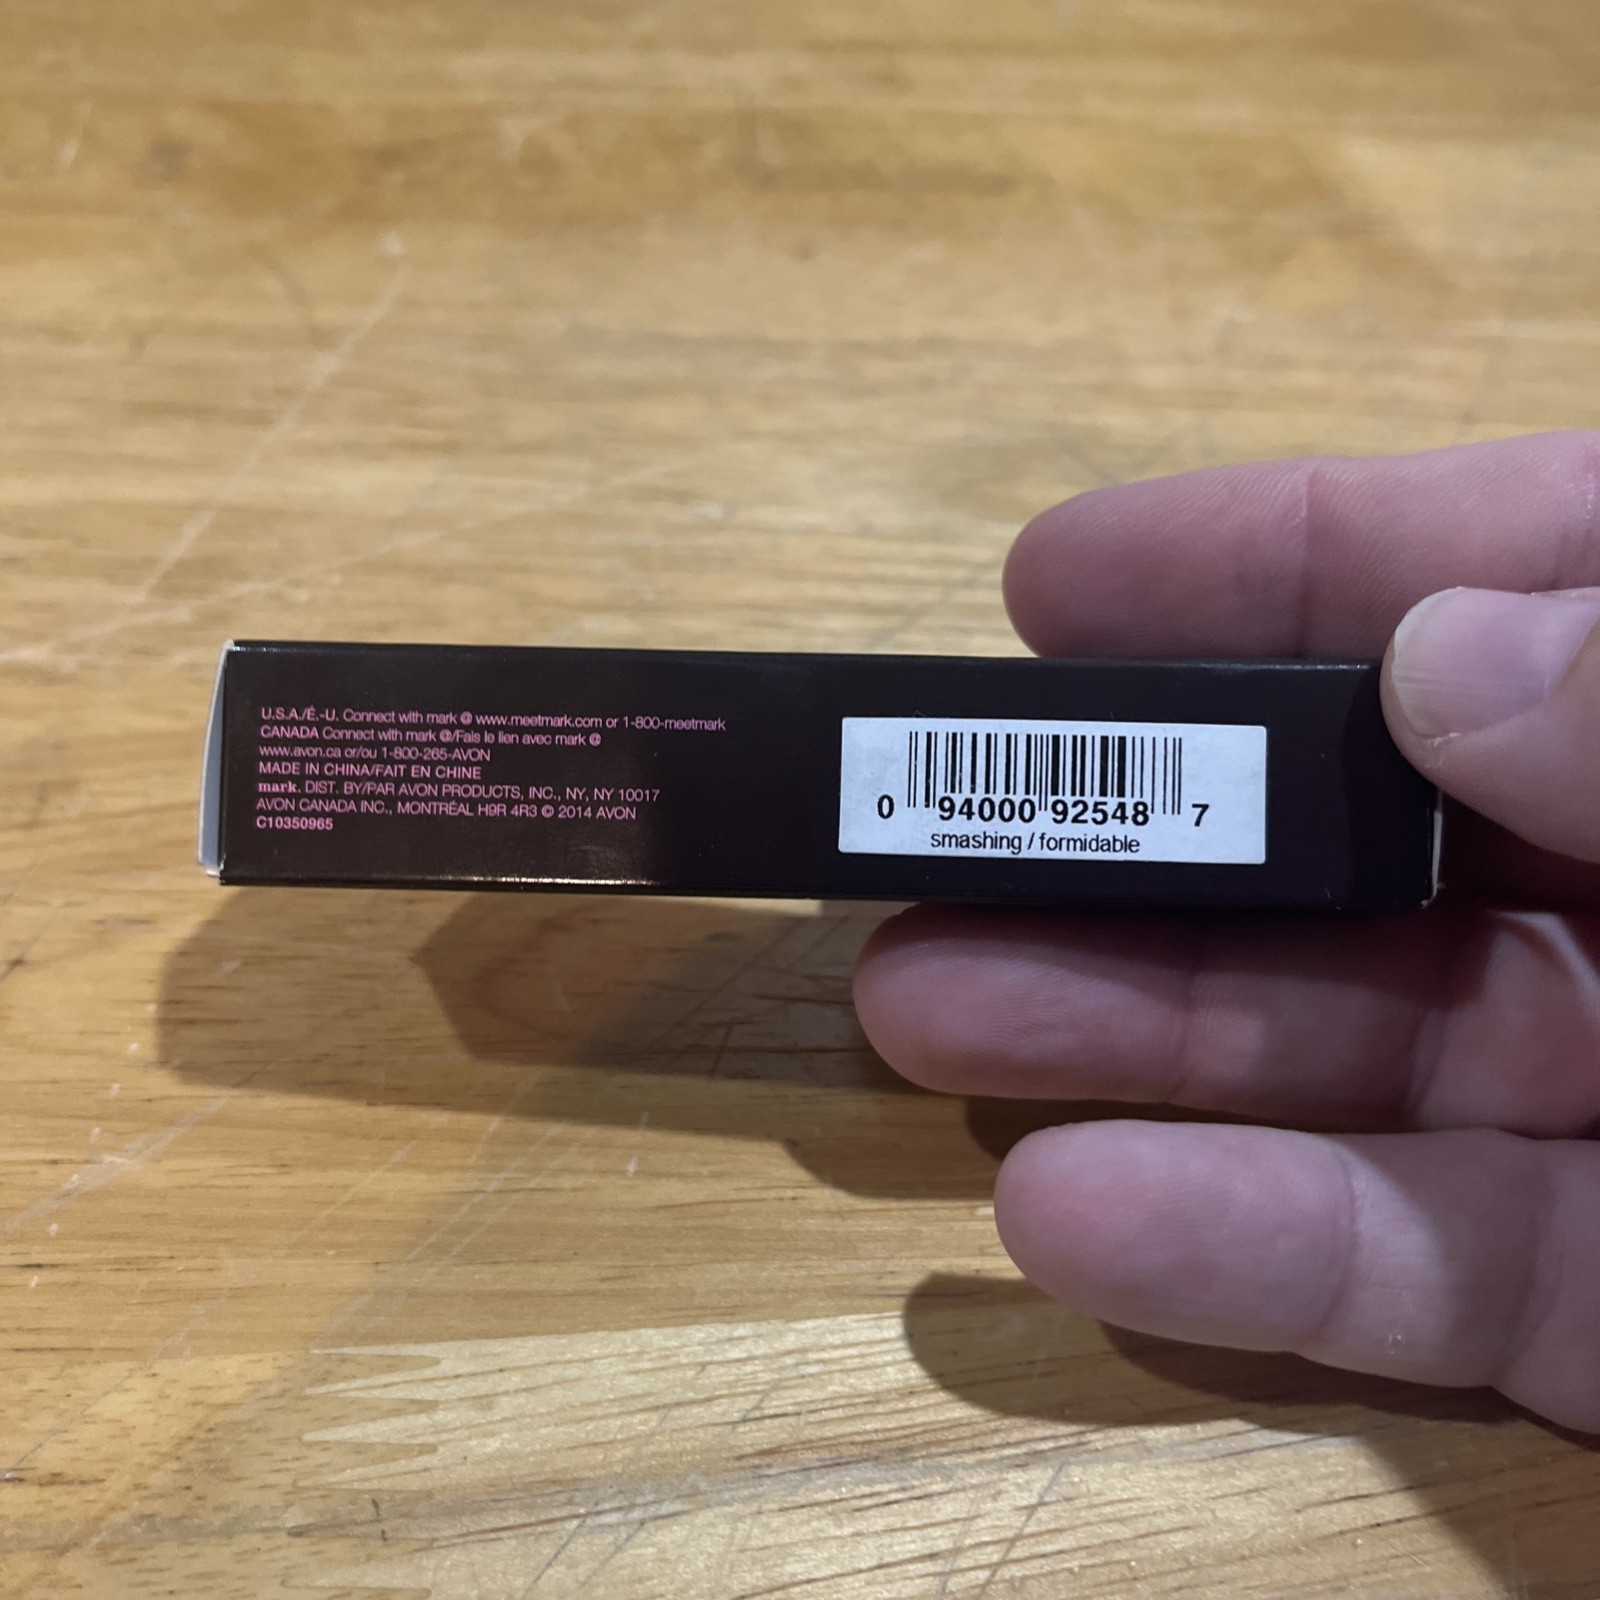 U.S.A./É.-U. Connect with mark @ www.meetmark.com or 1-800-meetmark
CANADA Connect with mark @/Fais le lien avec mark @
www.avon.ca or/ou 1-800-265-AVON
MADE IN CHINA/FAIT EN CHINE
mark. DIST. BY/PAR AVON PRODUCTS, INC., NY, NY 10017
AVON CANADA INC., MONTRÉAL H9R 4R3 © 2014 AVON
C10350965
0 94000 92548 7
smashing / formidable